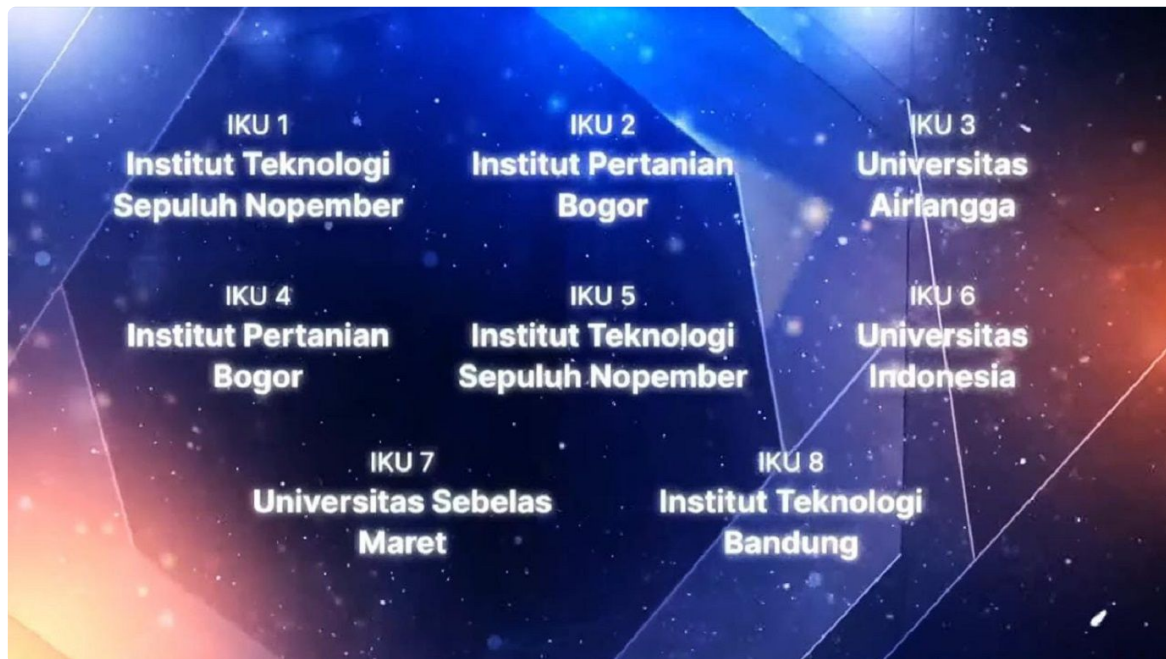 IKU 1
Institut Teknologi
Sepuluh Nopember
IKU 2
Institut Pertanian
Bogor
IKU 3
Universitas
Airlangga
IKU 4
Institut Pertanian
Bogor
IKU 5
Institut Teknologi
Sepuluh Nopember
IKU 6
Universitas
Indonesia
IKU 7
Universitas Sebelas
Maret
IKU 8
Institut Teknologi
Bandung